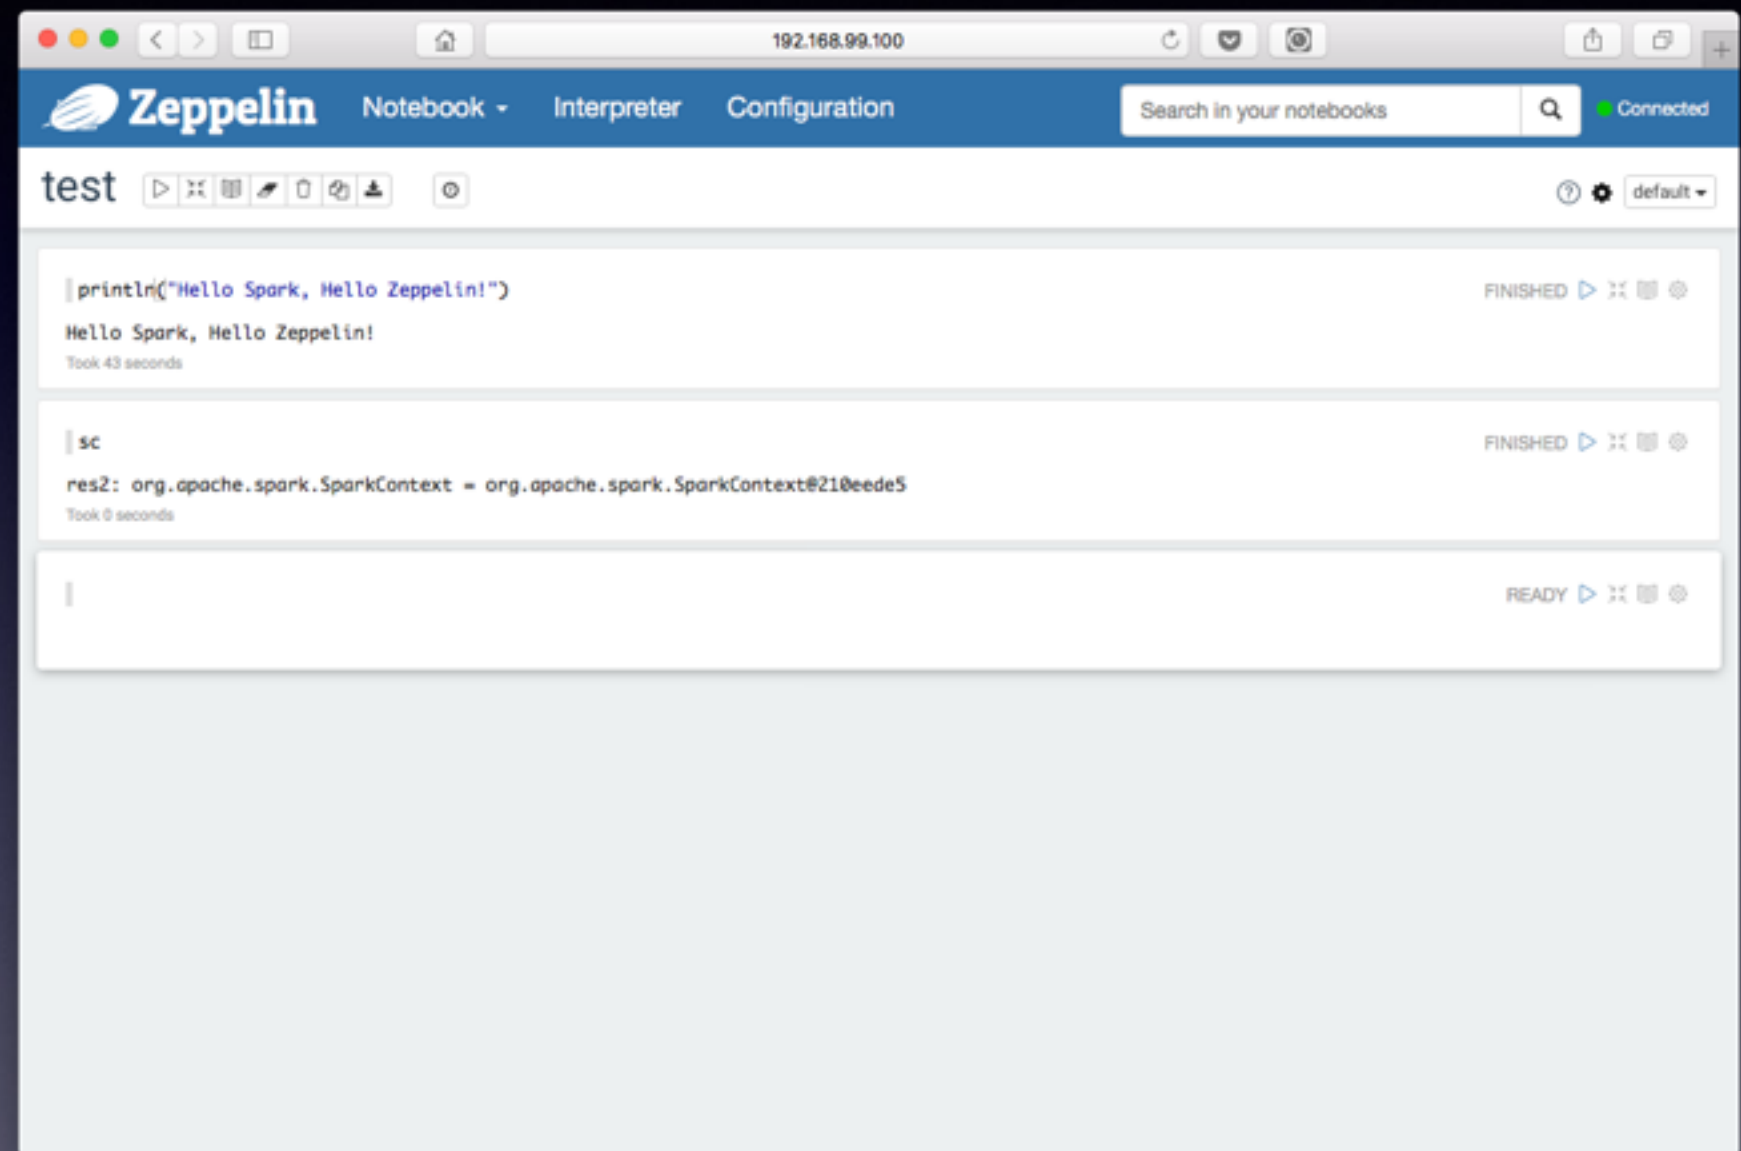 192.168.99.100
Zeppelin Notebook Interpreter Configuration Search in your notebooks Connected
test default
println("Hello Spark, Hello Zeppelin!") FINISHED
Hello Spark, Hello Zeppelin!
Took 43 seconds
sc FINISHED
res2: org.apache.spark.SparkContext = org.apache.spark.SparkContext@210eede5
Took 0 seconds
READY